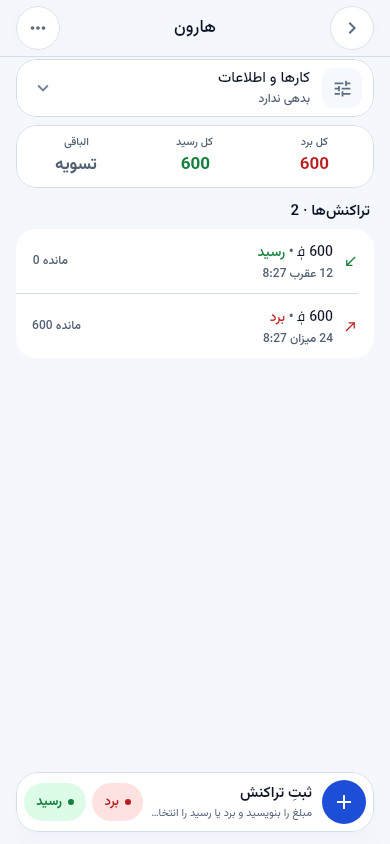 هارون
کارها و اطلاعات
بدهی ندارد
کل برد
کل رسید
الباقی
600
600
تسویه
تراکنش‌ها · 2
600 ؋ • رسید
مانده 0
12 عقرب 8:27
600 ؋ • برد
مانده 600
24 میزان 8:27
ثبتِ تراکنش
برد
رسید
مبلغ را بنویسید و برد یا رسید را انتخا...